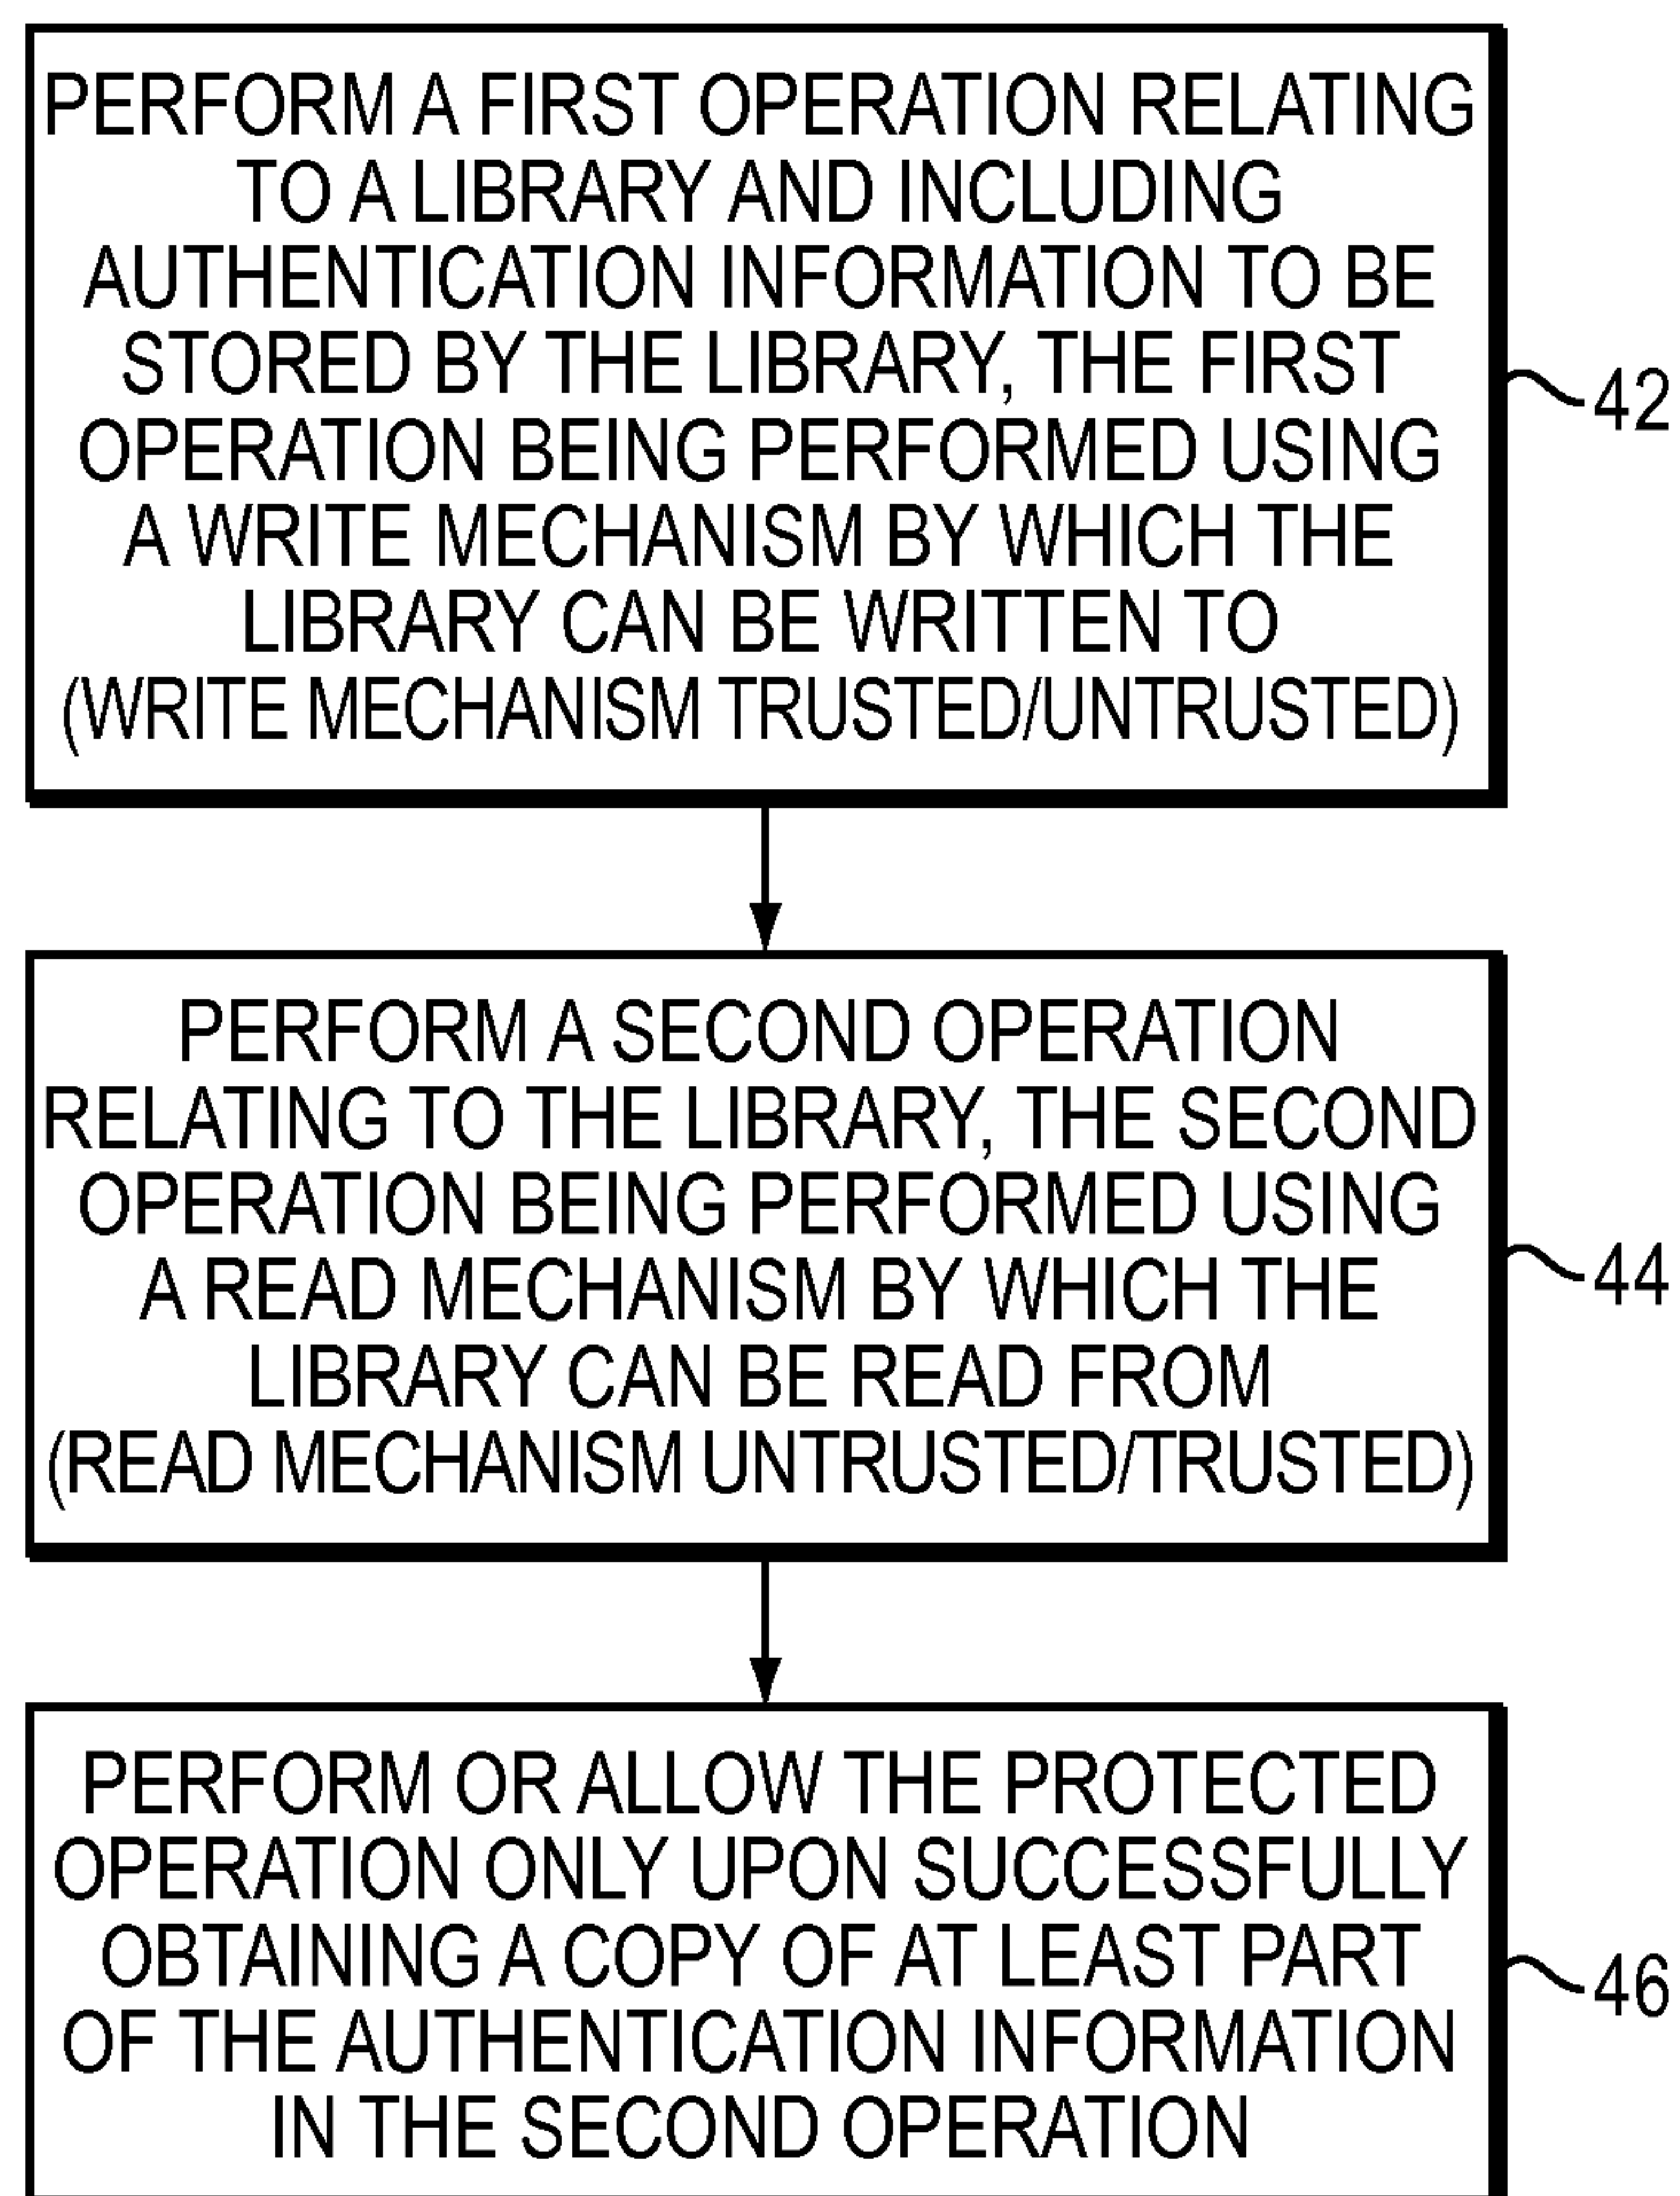 PERFORM A FIRST OPERATION RELATING
TO A LIBRARY AND INCLUDING
AUTHENTICATION INFORMATION TO BE
STORED BY THE LIBRARY, THE FIRST
OPERATION BEING PERFORMED USING
A WRITE MECHANISM BY WHICH THE
LIBRARY CAN BE WRITTEN TO
(WRITE MECHANISM TRUSTED/UNTRUSTED)
42
PERFORM A SECOND OPERATION
RELATING TO THE LIBRARY, THE SECOND
OPERATION BEING PERFORMED USING
A READ MECHANISM BY WHICH THE
LIBRARY CAN BE READ FROM
(READ MECHANISM UNTRUSTED/TRUSTED)
44
PERFORM OR ALLOW THE PROTECTED
OPERATION ONLY UPON SUCCESSFULLY
OBTAINING A COPY OF AT LEAST PART
OF THE AUTHENTICATION INFORMATION
IN THE SECOND OPERATION
46